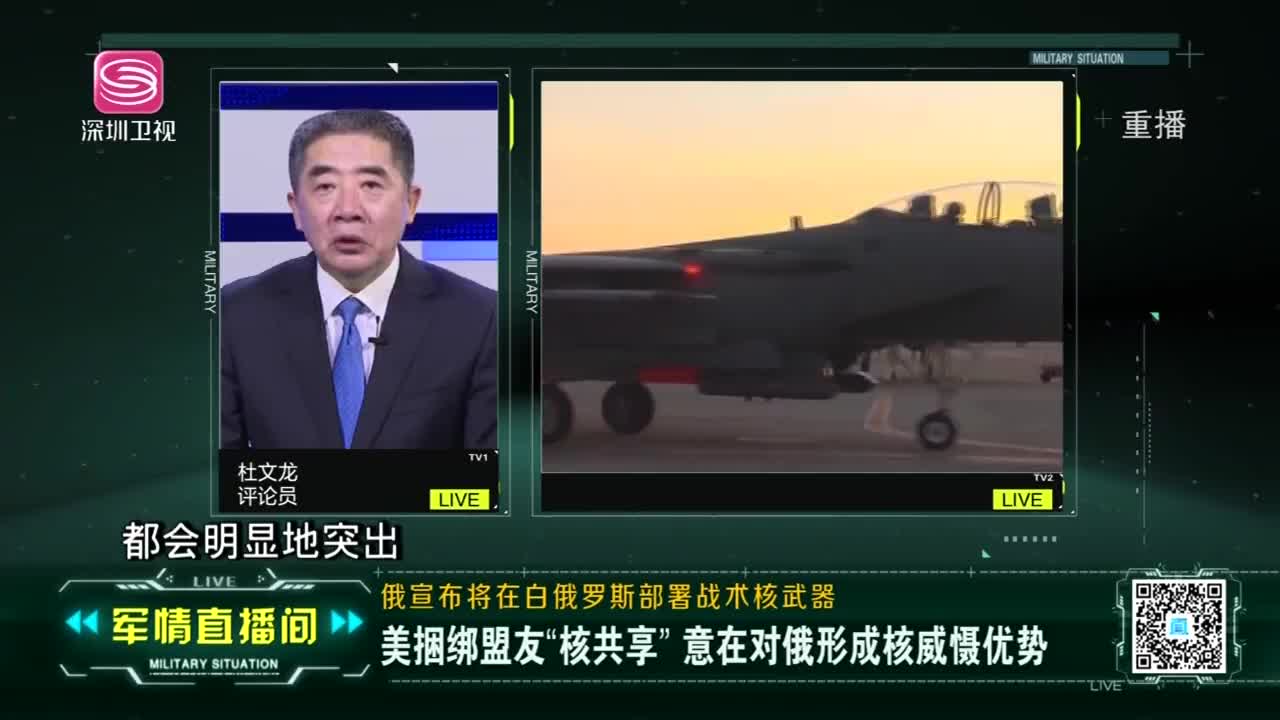 MILITARY SITUATION
深圳卫视
重播
MILITARY
MILITARY
TV1
杜文龙
评论员
LIVE
TV2
LIVE
都会明显地突出
LIVE
军情直播间
MILITARY SITUATION
俄宣布将在白俄罗斯部署战术核武器
美捆绑盟友“核共享” 意在对俄形成核威慑优势
LIVE